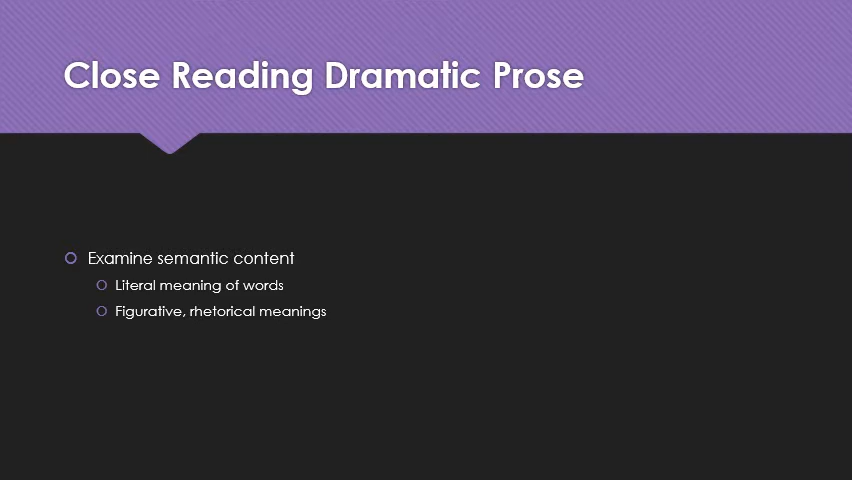 Close Reading Dramatic Prose
Examine semantic content
Literal meaning of words
Figurative, rhetorical meanings